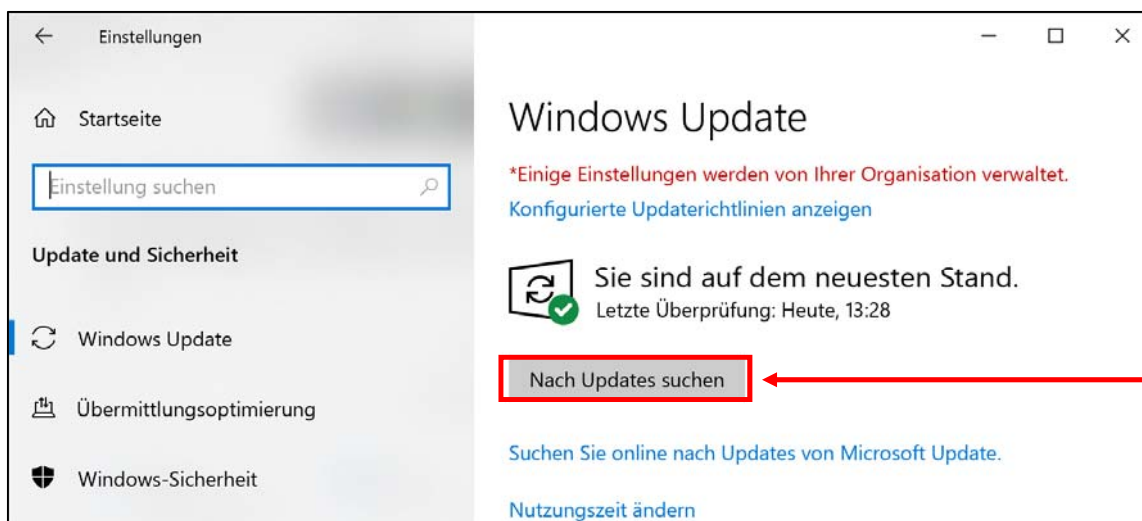 Einstellungen
Startseite
Einstellung suchen
Update und Sicherheit
Windows Update
Übermittlungsoptimierung
Windows-Sicherheit
Windows Update
*Einige Einstellungen werden von Ihrer Organisation verwaltet.
Konfigurierte Updaterichtlinien anzeigen
Sie sind auf dem neuesten Stand.
Letzte Überprüfung: Heute, 13:28
Nach Updates suchen
Suchen Sie online nach Updates von Microsoft Update.
Nutzungszeit ändern